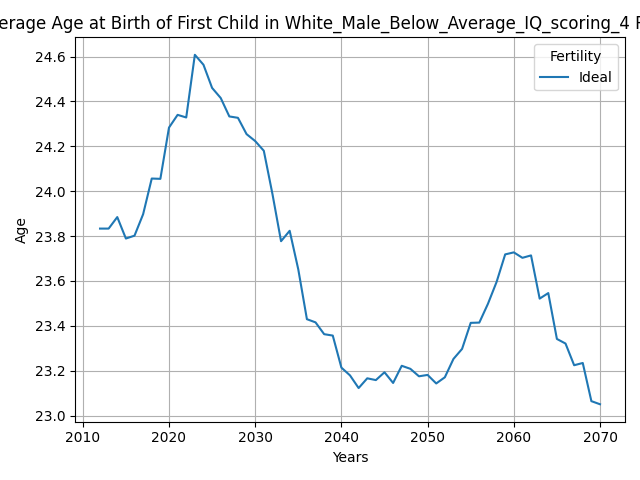 erage Age at Birth of First Child in White_Male_Below_Average_IQ_scoring_4
Fertility
Ideal
24.6
24.4
24.2
24.0
23.8
23.6
23.4
23.2
23.0
Age
2010 2020 2030 2040 2050 2060 2070
Years